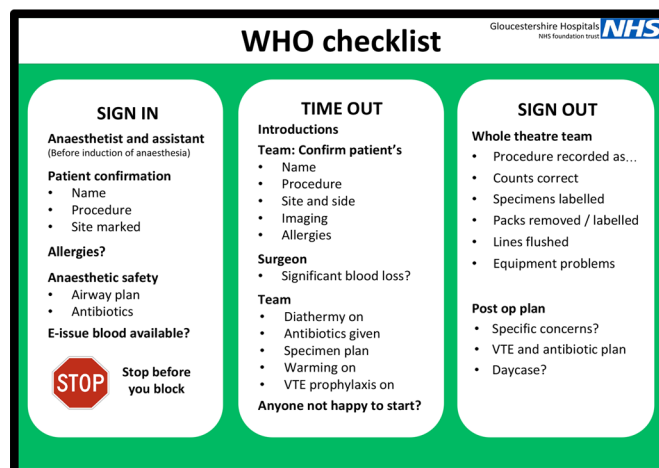 WHO checklist
Gloucestershire Hospitals
NHS foundation trust
NHS
SIGN IN
Anaesthetist and assistant
(Before induction of anaesthesia)
Patient confirmation
• Name
• Procedure
• Site marked
Allergies?
Anaesthetic safety
• Airway plan
• Antibiotics
E-issue blood available?
STOP
Stop before
you block
TIME OUT
Introductions
Team: Confirm patient's
• Name
• Procedure
• Site and side
• Imaging
• Allergies
Surgeon
• Significant blood loss?
Team
• Diathermy on
• Antibiotics given
• Specimen plan
• Warming on
• VTE prophylaxis on
Anyone not happy to start?
SIGN OUT
Whole theatre team
• Procedure recorded as…
• Counts correct
• Specimens labelled
• Packs removed / labelled
• Lines flushed
• Equipment problems
Post op plan
• Specific concerns?
• VTE and antibiotic plan
• Daycase?